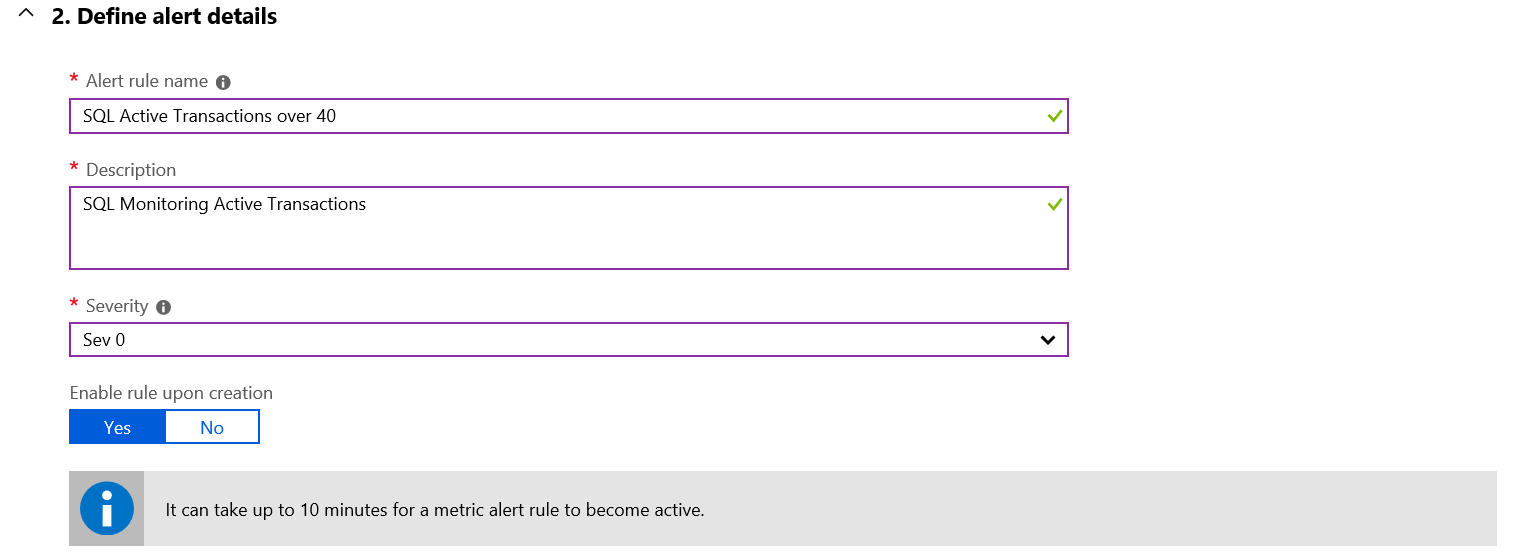 2. Define alert details
* Alert rule name
SQL Active Transactions over 40
* Description
SQL Monitoring Active Transactions
* Severity
Sev 0
Enable rule upon creation
Yes No
It can take up to 10 minutes for a metric alert rule to become active.